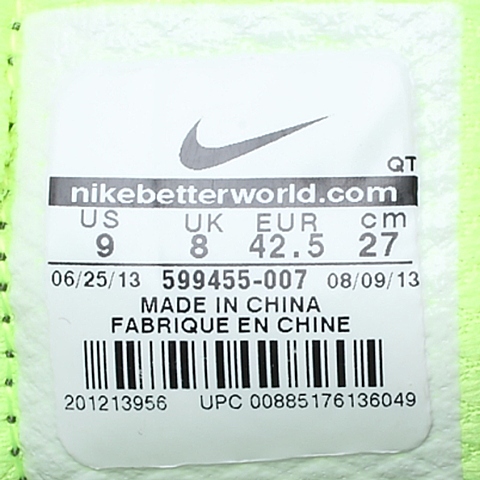 QT
nikebetterworld.com
US UK EUR cm
9 8 42.5 27
06/25/13 599455-007 08/09/13
MADE IN CHINA
FABRIQUE EN CHINE
201213956 UPC 00885176136049